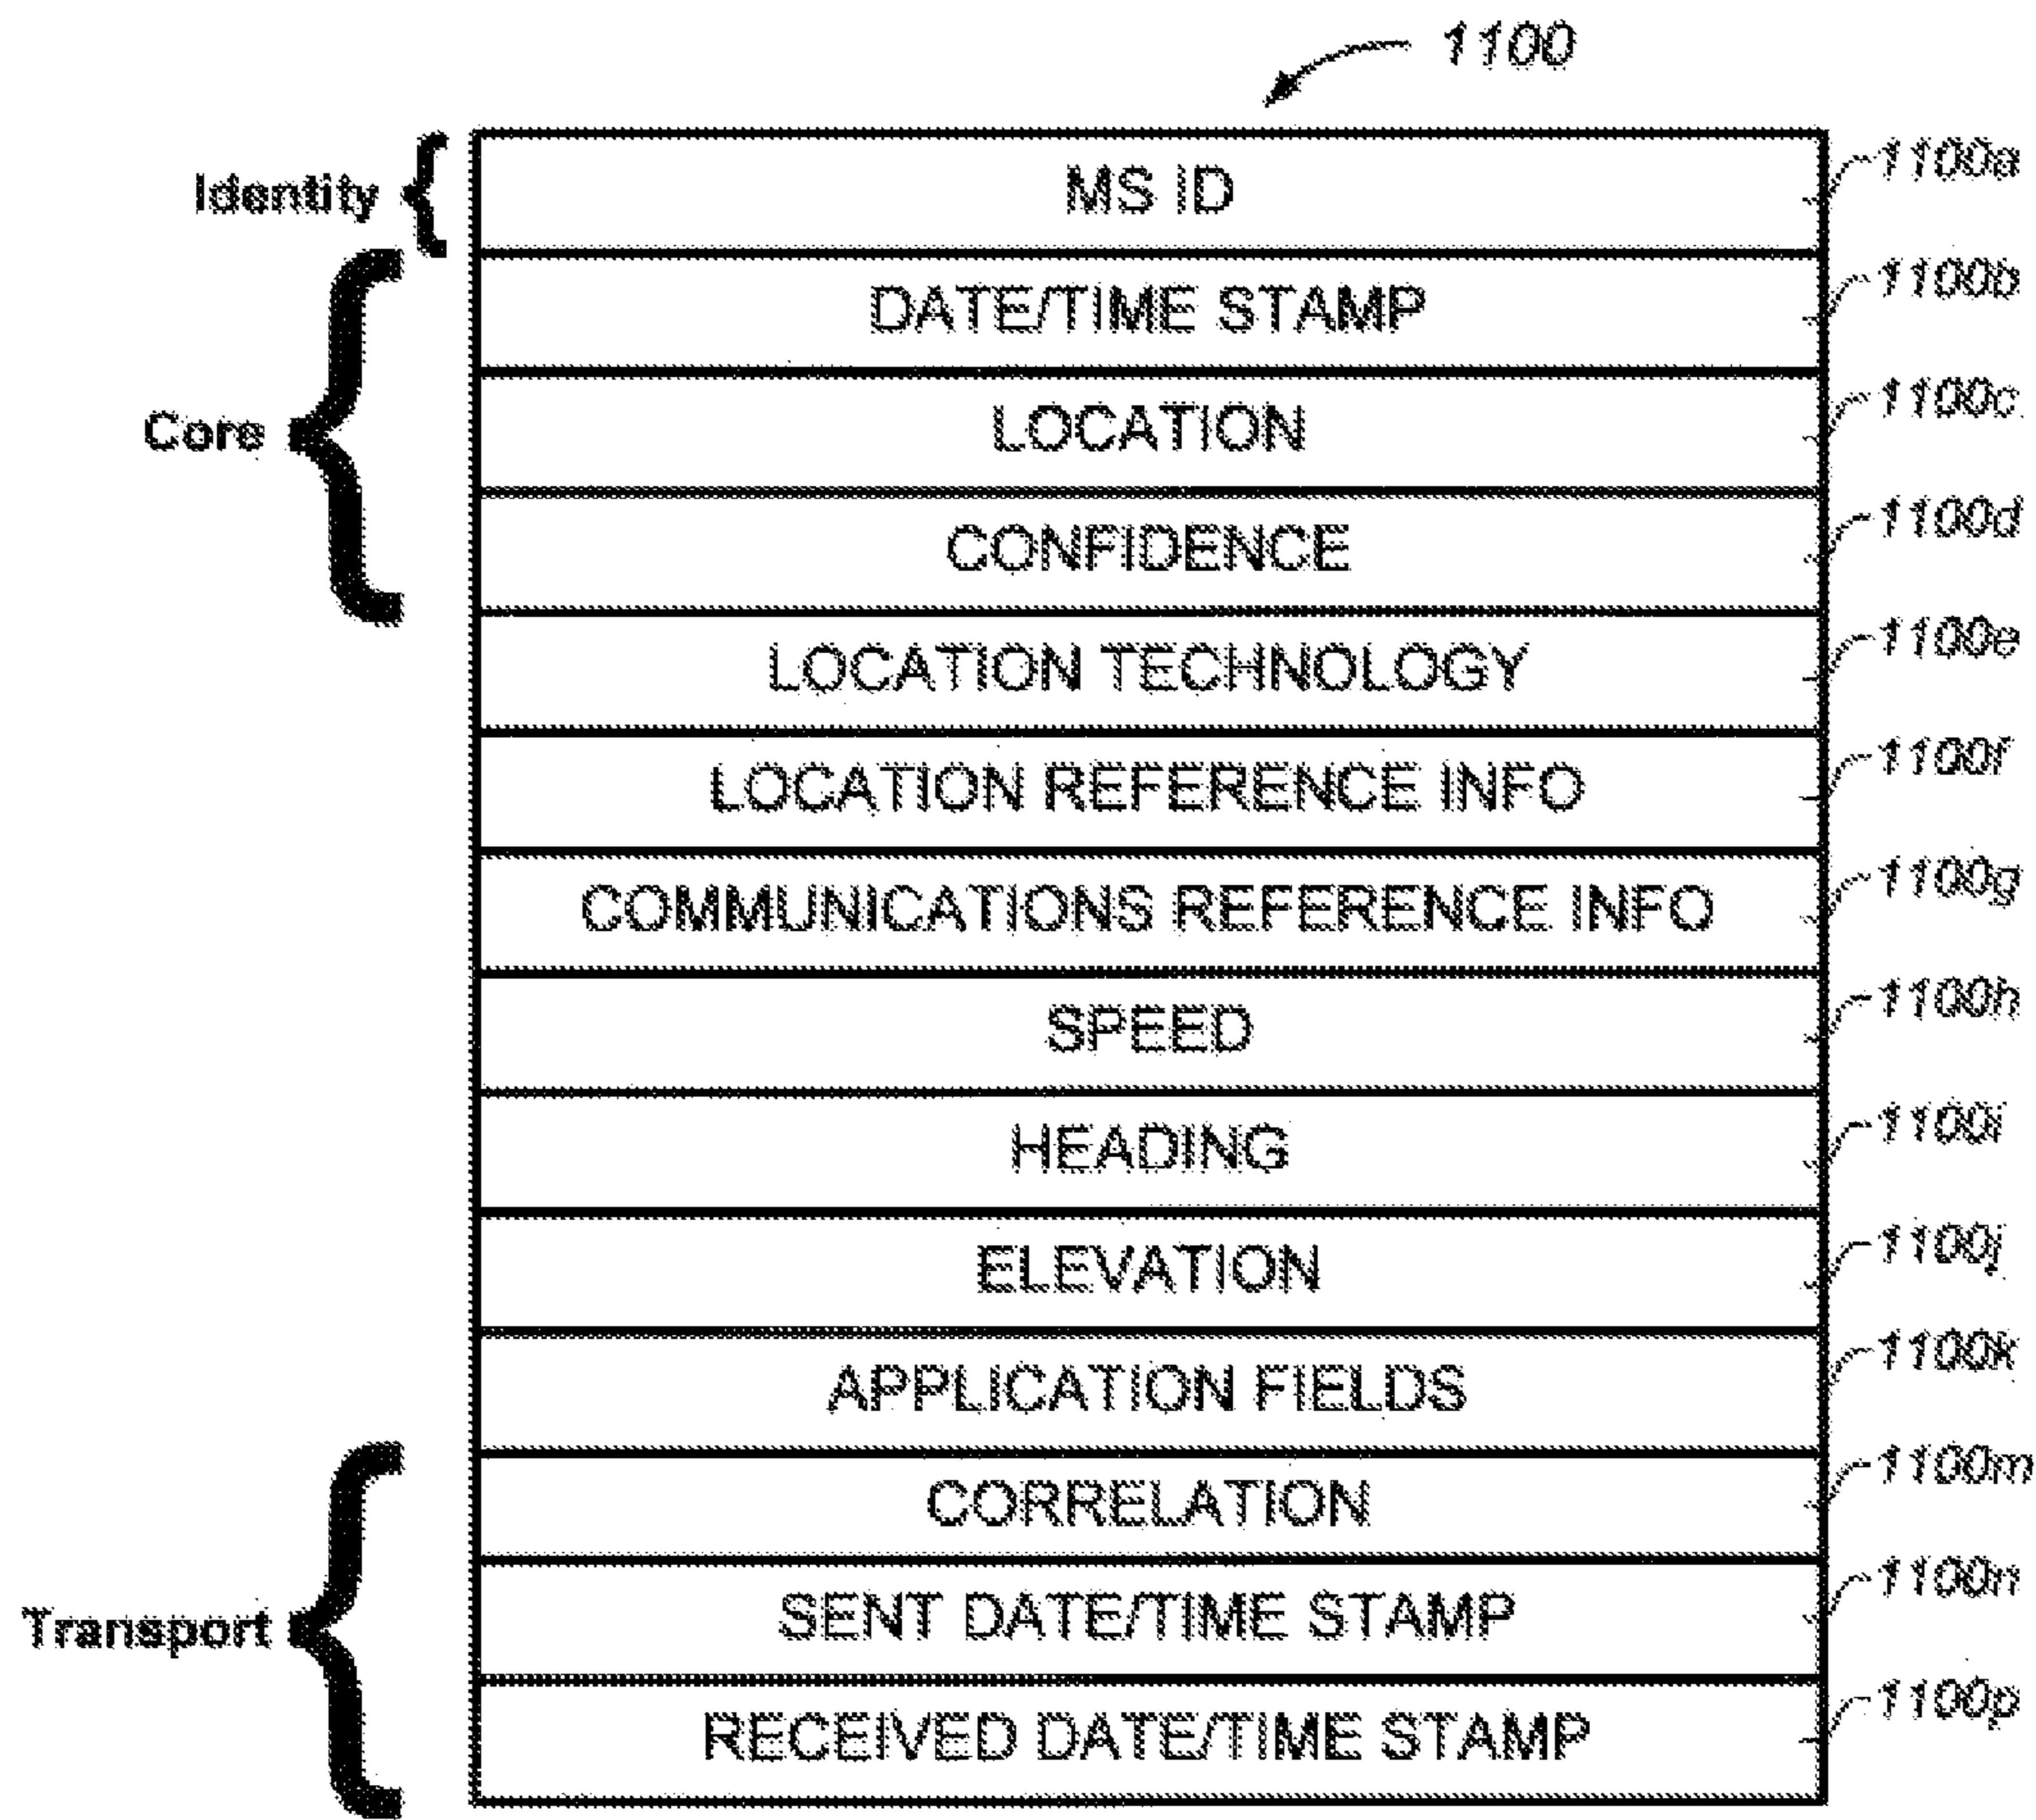 1100
Identity
MS ID
1100a
DATE/TIME STAMP
1100b
Core
LOCATION
1100c
CONFIDENCE
1100d
LOCATION TECHNOLOGY
1100e
LOCATION REFERENCE INFO
1100f
COMMUNICATIONS REFERENCE INFO
1100g
SPEED
1100h
HEADING
1100i
ELEVATION
1100j
APPLICATION FIELDS
1100k
CORRELATION
1100m
Transport
SENT DATE/TIME STAMP
1100n
RECEIVED DATE/TIME STAMP
1100p